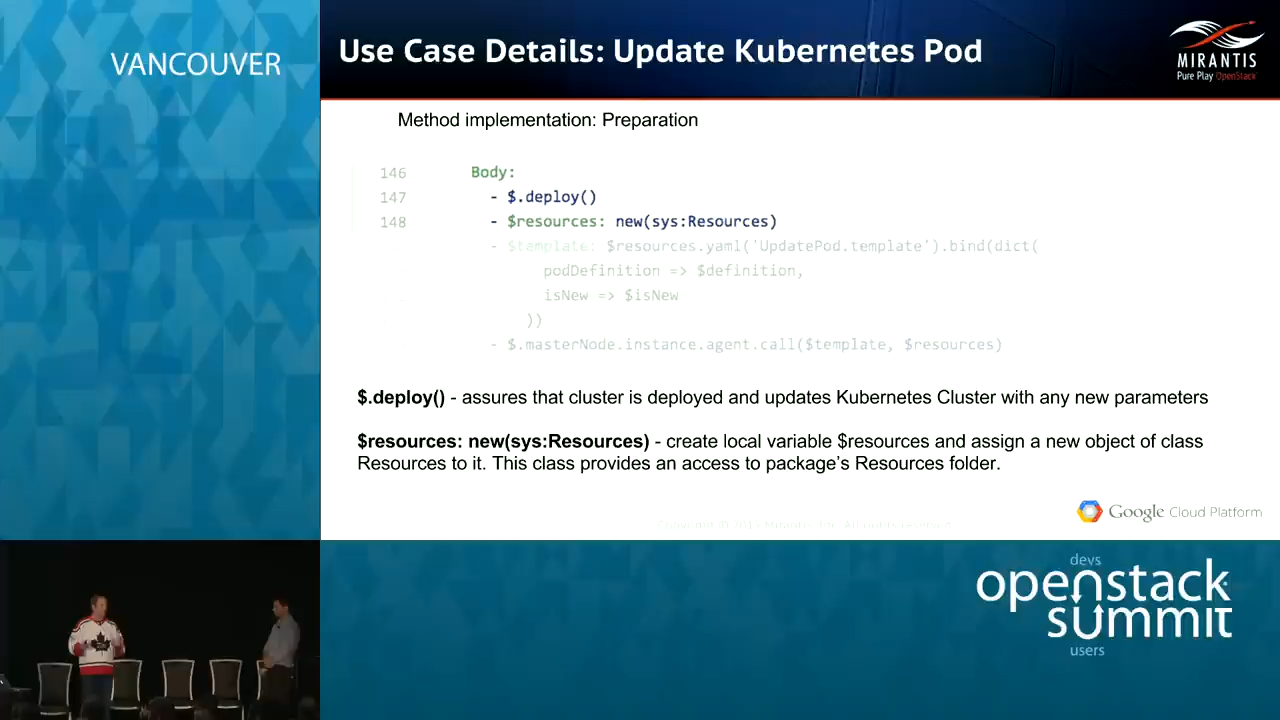 VANCOUVER
Use Case Details: Update Kubernetes Pod
MIRANTIS
Pure Play OpenStack
Method implementation: Preparation
146 Body:
147 - $.deploy()
148 - $resources: new(sys:Resources)
- $template: $resources.yaml('UpdatePod.template').bind(dict(
podDefinition => $definition,
isNew => $isNew
))
- $.masterNode.instance.agent.call($template, $resources)
$.deploy() - assures that cluster is deployed and updates Kubernetes Cluster with any new parameters
$resources: new(sys:Resources) - create local variable $resources and assign a new object of class
Resources to it. This class provides an access to package's Resources folder.
Google Cloud Platform
devs
openstack
summit
users